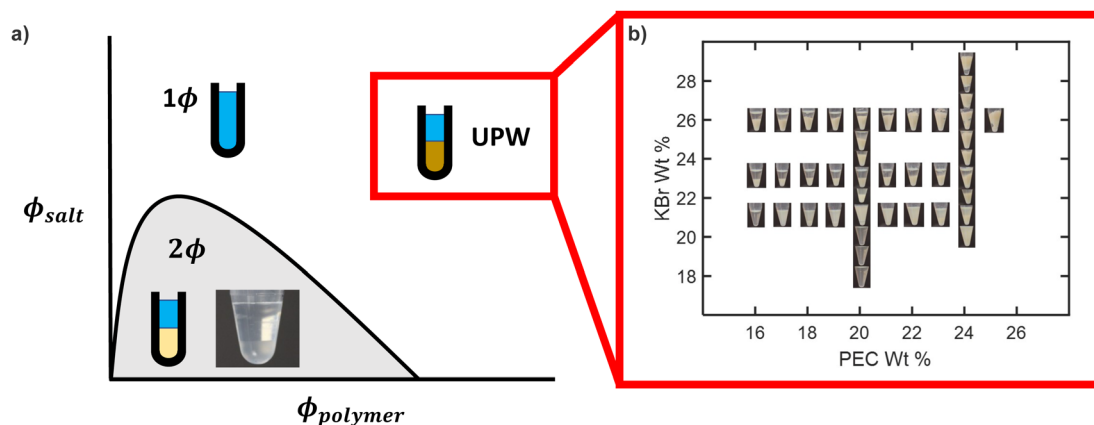 a)
1ϕ
UPW
ϕsalt
2ϕ
ϕpolymer
b)
KBr Wt %
28
26
24
22
20
18
16
18
20
22
24
26
PEC Wt %